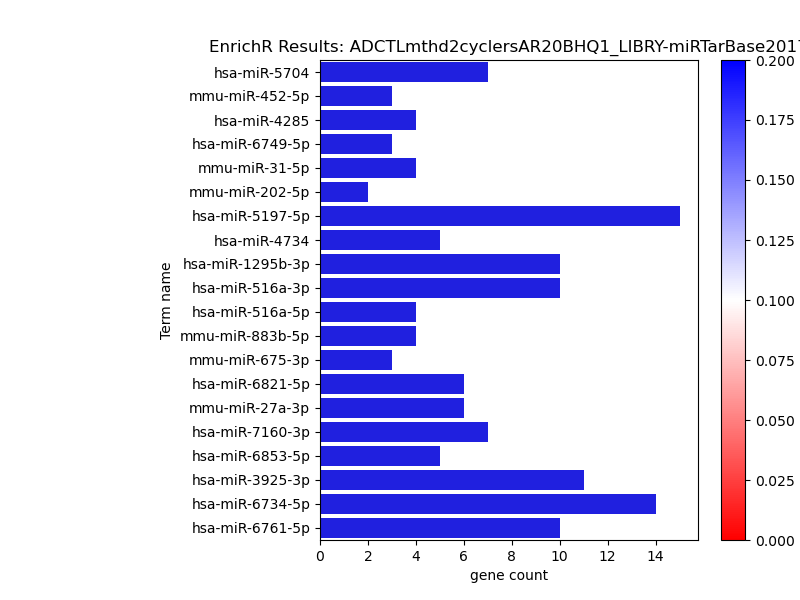 EnrichR Results: ADCTLmthd2cyclersAR20BHQ1_LIBRY-miRTarBase2017
hsa-miR-5704
mmu-miR-452-5p
hsa-miR-4285
hsa-miR-6749-5p
mmu-miR-31-5p
mmu-miR-202-5p
hsa-miR-5197-5p
hsa-miR-4734
hsa-miR-1295b-3p
hsa-miR-516a-3p
hsa-miR-516a-5p
mmu-miR-883b-5p
mmu-miR-675-3p
hsa-miR-6821-5p
mmu-miR-27a-3p
hsa-miR-7160-3p
hsa-miR-6853-5p
hsa-miR-3925-3p
hsa-miR-6734-5p
hsa-miR-6761-5p
Term name
0 2 4 6 8 10 12 14
gene count
0.200
0.175
0.150
0.125
0.100
0.075
0.050
0.025
0.000